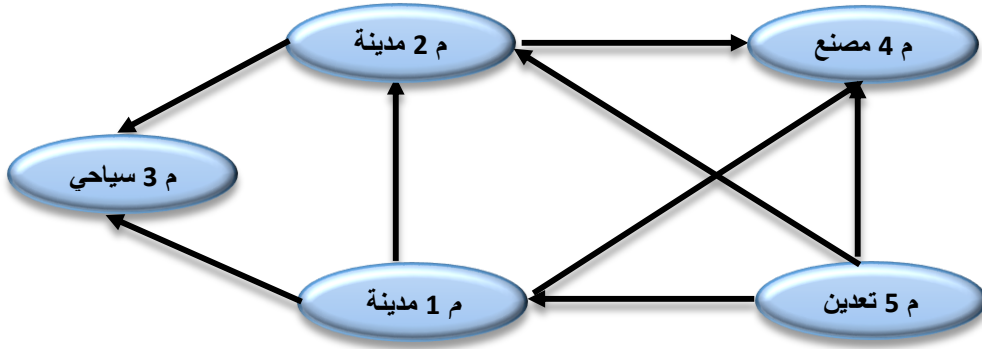 م 2 مدينة
م 4 مصنع
م 3 سياحي
م 1 مدينة
م 5 تعدين